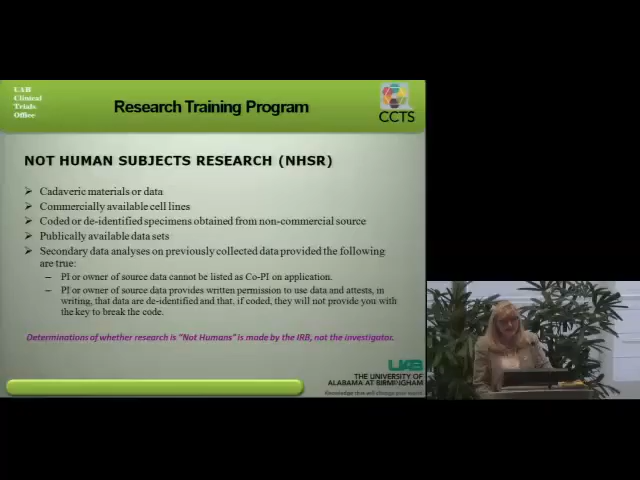 UAB
Clinical
Trials
Office
Research Training Program
CCTS
NOT HUMAN SUBJECTS RESEARCH (NHSR)
➢ Cadaveric materials or data
➢ Commercially available cell lines
➢ Coded or de-identified specimens obtained from non-commercial source
➢ Publically available data sets
➢ Secondary data analyses on previously collected data provided the following
are true:
– PI or owner of source data cannot be listed as Co-PI on application.
– PI or owner of source data provides written permission to use data and attests, in
writing, that data are de-identified and that, if coded, they will not provide you with
the key to break the code.
Determinations of whether research is "Not Humans" is made by the IRB, not the investigator.
UAB
THE UNIVERSITY OF
ALABAMA AT BIRMINGHAM
Knowledge that will change your world